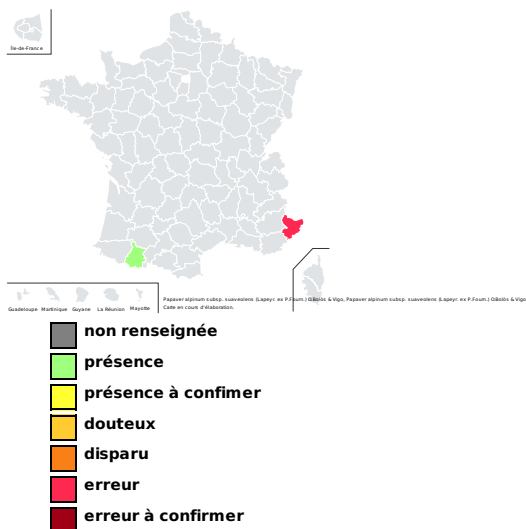 Île-de-France
Guadeloupe Martinique Guyane La Réunion Mayotte
Papaver alpinum subsp. suaveolens (Lapeyr. ex P.Fourn.) O.Bolòs & Vigo, Papaver alpinum subsp. suaveolens (Lapeyr. ex P.Fourn.) O.Bolòs & Vigo
Carte en cours d'élaboration.
non renseignée
présence
présence à confimer
douteux
disparu
erreur
erreur à confirmer